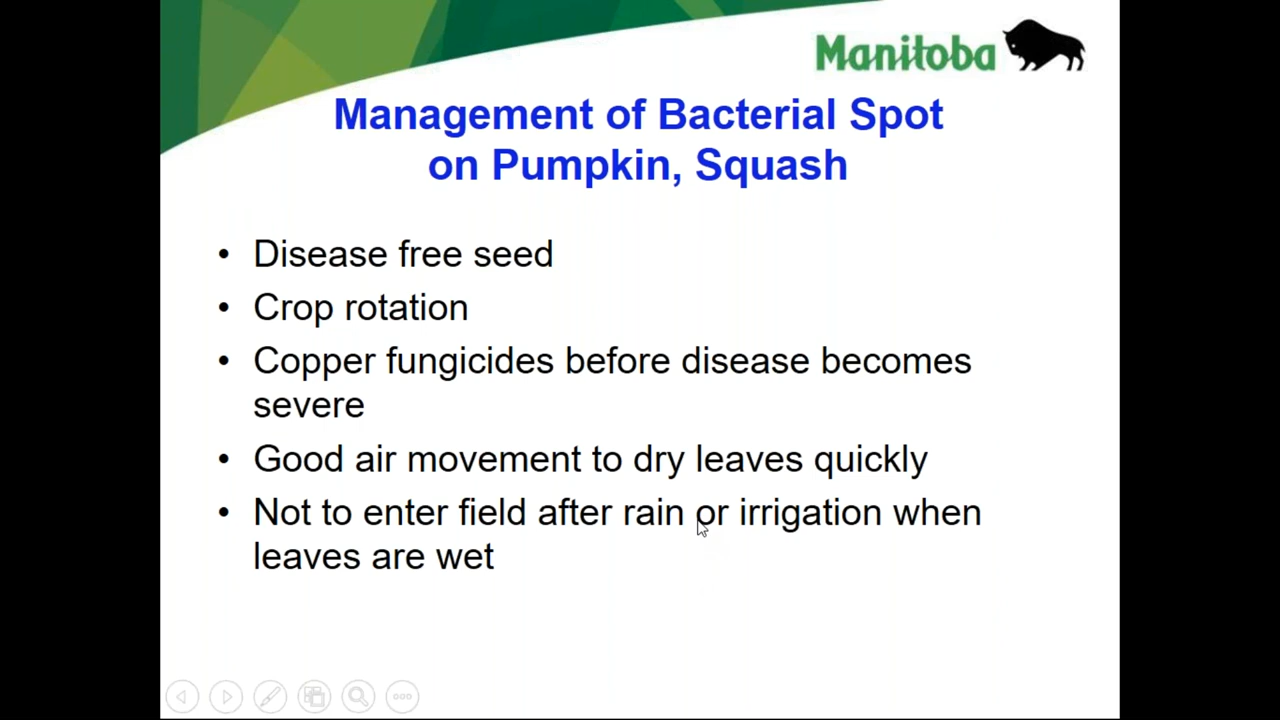 Manitoba
Management of Bacterial Spot
on Pumpkin, Squash
• Disease free seed
• Crop rotation
• Copper fungicides before disease becomes
severe
• Good air movement to dry leaves quickly
• Not to enter field after rain or irrigation when
leaves are wet